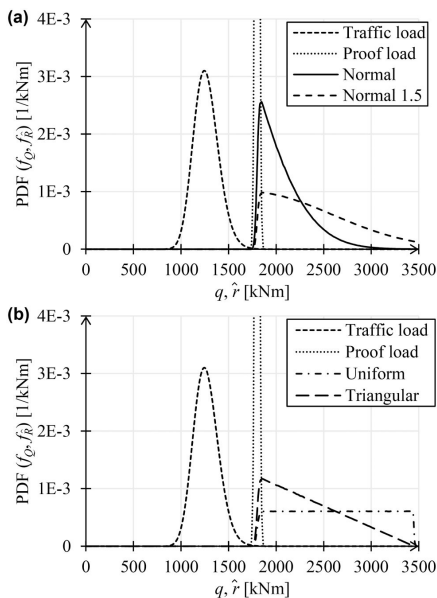 (a)
4E-3
3E-3
2E-3
1E-3
0
PDF (f_Q, f_R̂) [1/kNm]
Traffic load
Proof load
Normal
Normal 1.5
0 500 1000 1500 2000 2500 3000 3500
q, r̂ [kNm]
(b)
4E-3
3E-3
2E-3
1E-3
0
PDF (f_Q, f_R̂) [1/kNm]
Traffic load
Proof load
Uniform
Triangular
0 500 1000 1500 2000 2500 3000 3500
q, r̂ [kNm]